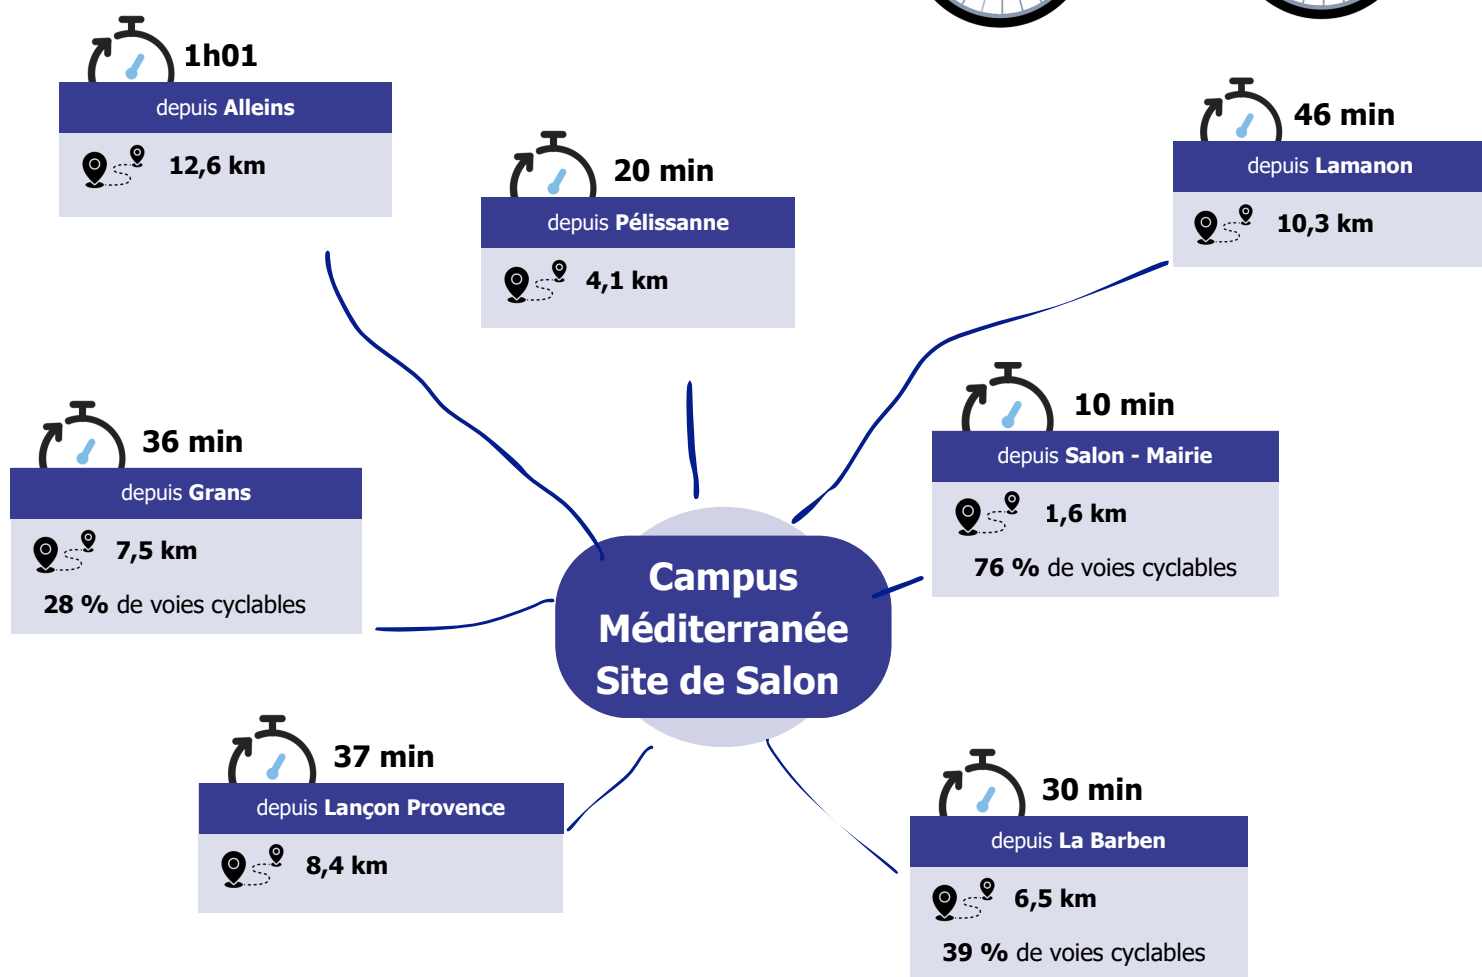 1h01
depuis Alleins
12,6 km
20 min
depuis Pélissanne
4,1 km
46 min
depuis Lamanon
10,3 km
10 min
depuis Salon - Mairie
1,6 km
76 % de voies cyclables
36 min
depuis Grans
7,5 km
28 % de voies cyclables
Campus
Méditerranée
Site de Salon
37 min
depuis Lançon Provence
8,4 km
30 min
depuis La Barben
6,5 km
39 % de voies cyclables